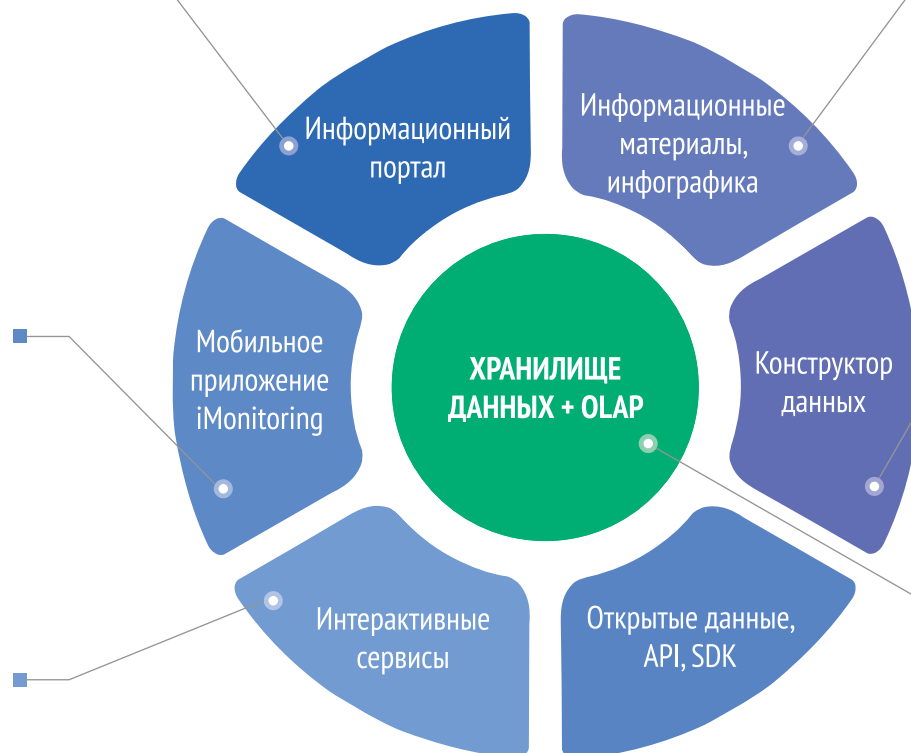 Информационный
портал
Информационные
материалы,
инфографика
Мобильное
приложение
iMonitoring
ХРАНИЛИЩЕ
ДАННЫХ + OLAP
Конструктор
данных
Интерактивные
сервисы
Открытые данные,
API, SDK